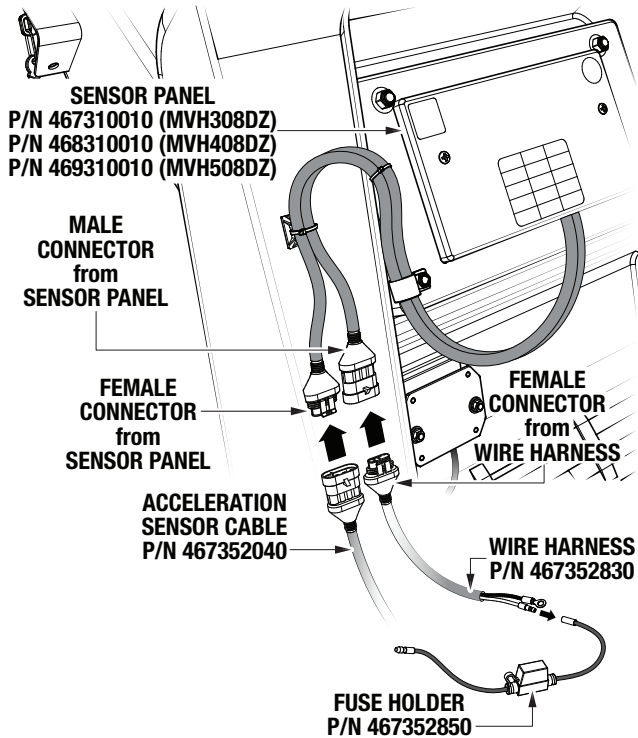 SENSOR PANEL
P/N 467310010 (MVH308DZ)
P/N 468310010 (MVH408DZ)
P/N 469310010 (MVH508DZ)
MALE
CONNECTOR
from
SENSOR PANEL
FEMALE
CONNECTOR
from
SENSOR PANEL
FEMALE
CONNECTOR
from
WIRE HARNESS
ACCELERATION
SENSOR CABLE
P/N 467352040
WIRE HARNESS
P/N 467352830
FUSE HOLDER
P/N 467352850